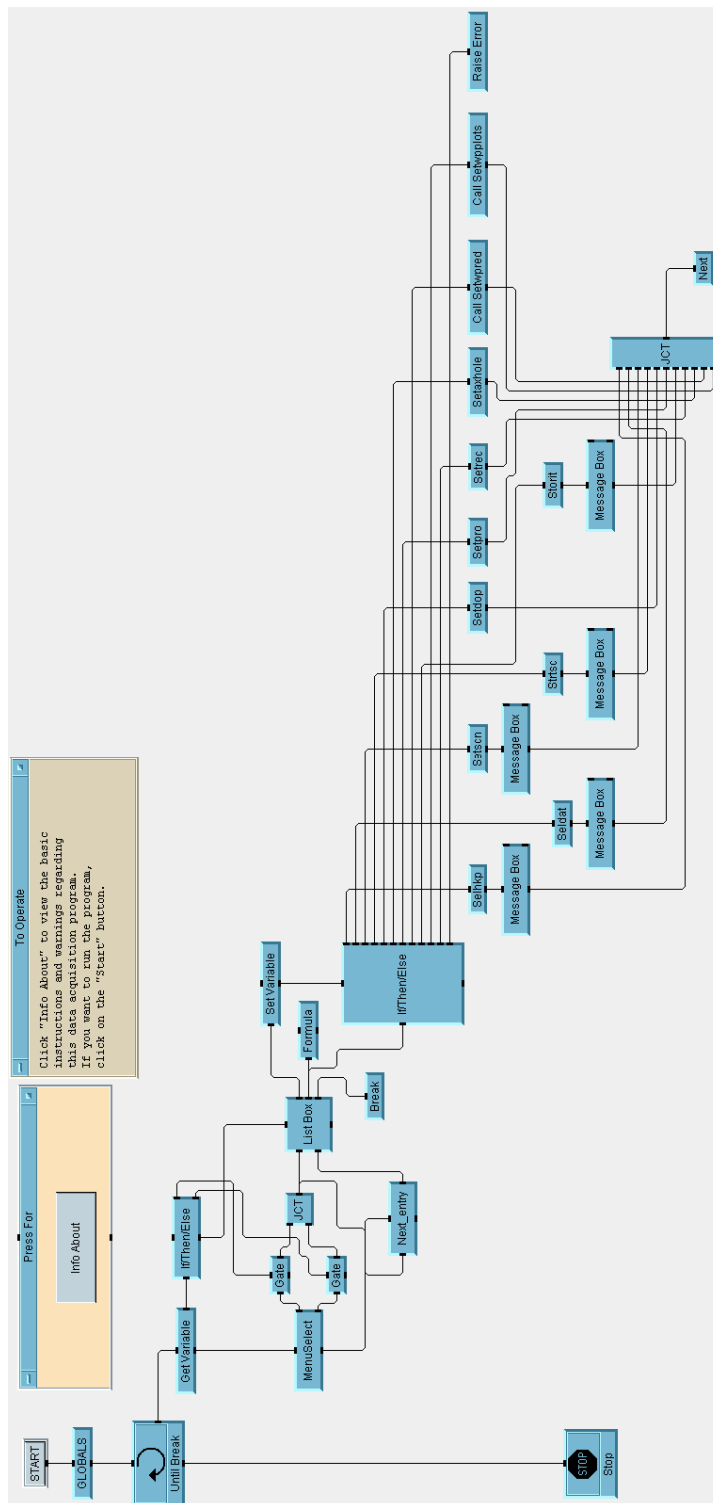 START
GLOBALS
Until Break
STOP
Stop
Press For
Info About
To Operate
Click "Info About" to view the basic
instructions and warnings regarding
this data acquisition program.
If you want to run the program,
click on the "Start" button.
Get Variable
If/Then/Else
MenuSelect
Gate
Gate
JCT
Next_entry
List Box
Set Variable
Formula
Break
If/Then/Else
Selhkp
Message Box
Seldat
Message Box
Setscn
Message Box
Strtsc
Message Box
Setdop
Setpro
Storit
Message Box
Setrec
Setaxhole
Call Setwpred
Call Setwpplots
Raise Error
JCT
Next